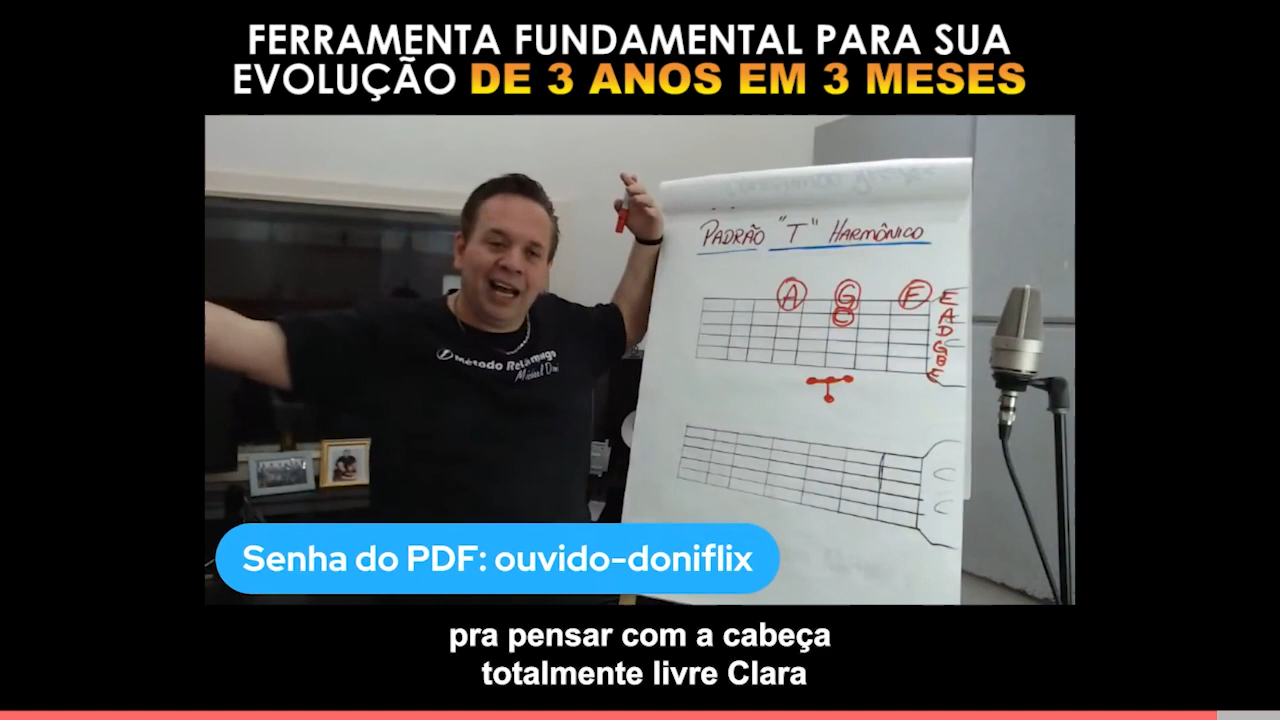 FERRAMENTA FUNDAMENTAL PARA SUA
EVOLUÇÃO DE 3 ANOS EM 3 MESES
PADRÃO "T" HARMÔNICO
A G F
C
E
A
D
G
B
E
T
Método Relâmpago
Senha do PDF: ouvido-doniflix
pra pensar com a cabeça
totalmente livre Clara